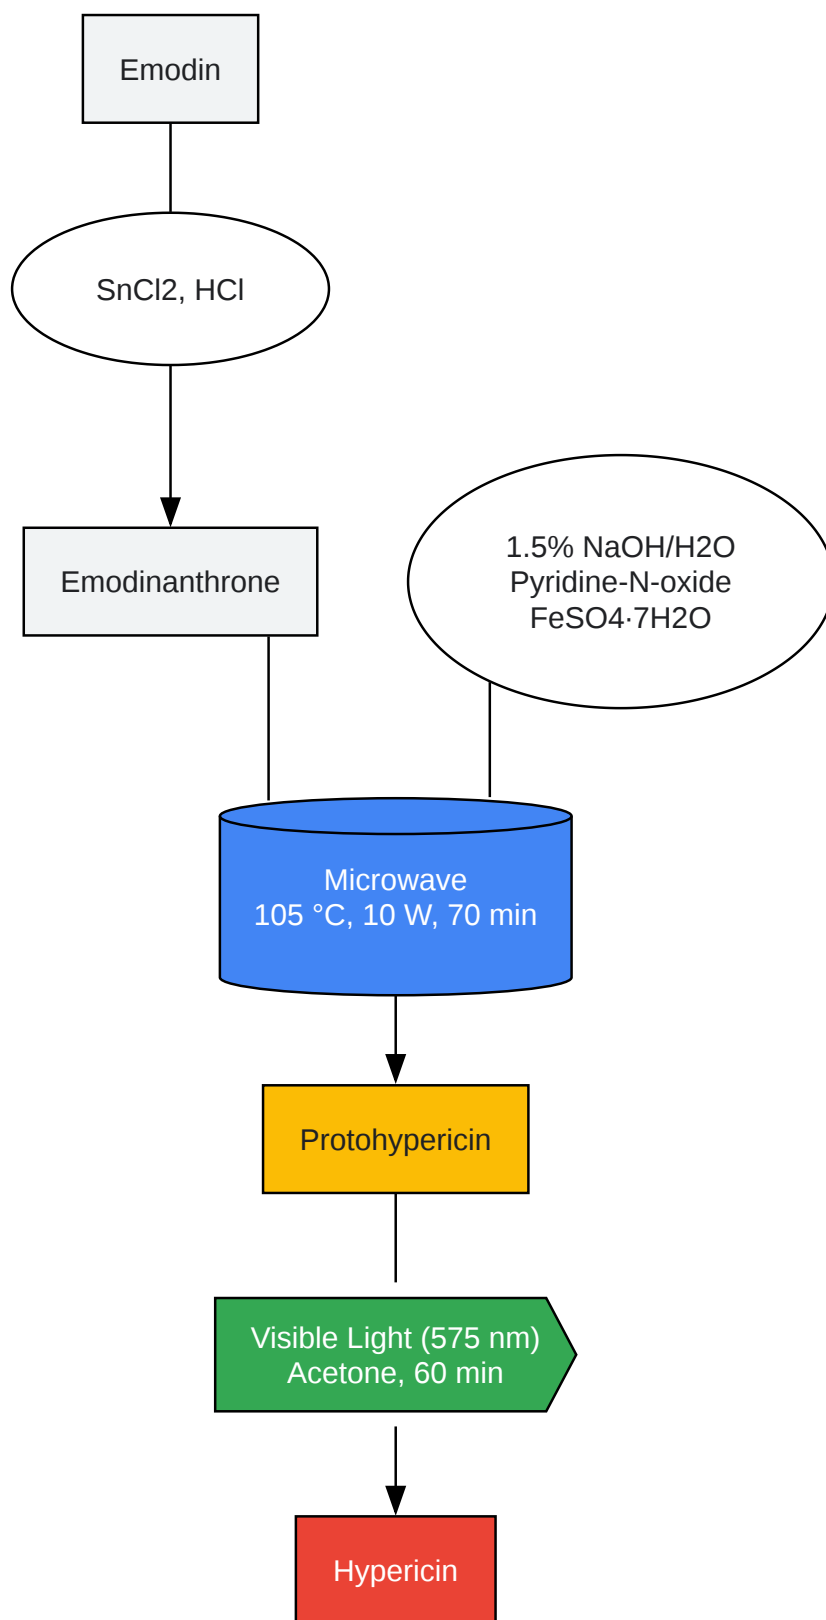 Emodin
SnCl2, HCl
Emodinanthrone
1.5% NaOH/H2O
Pyridine-N-oxide
FeSO4·7H2O
Microwave
105 °C, 10 W, 70 min
Protohypericin
Visible Light (575 nm)
Acetone, 60 min
Hypericin